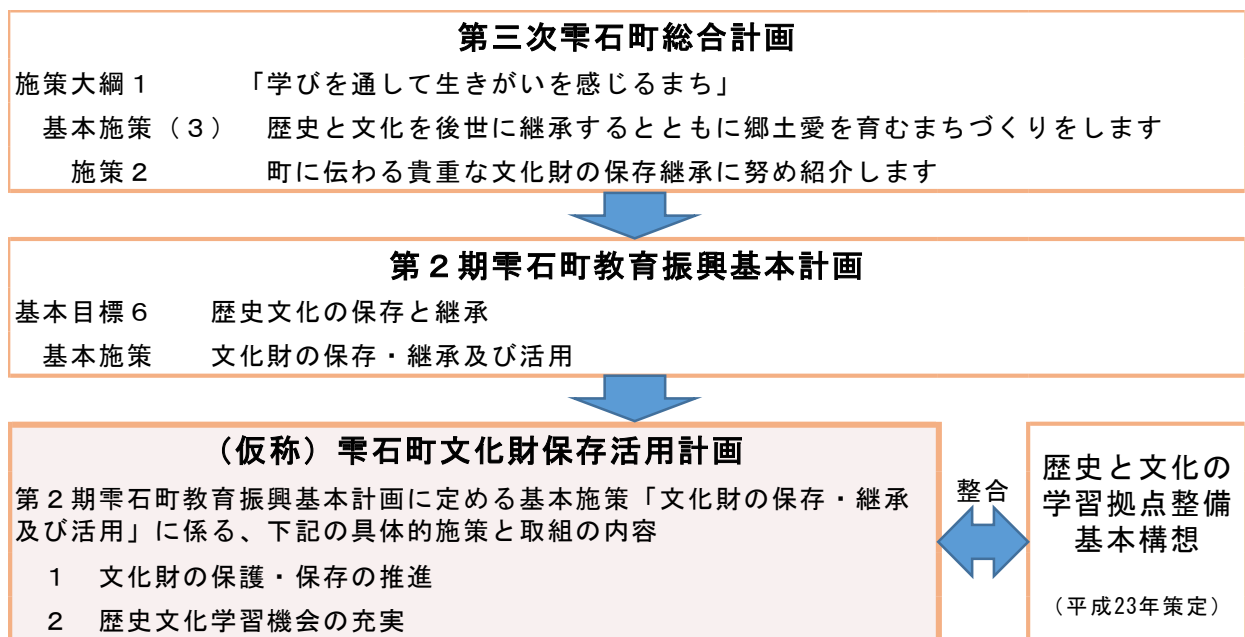 第三次雫石町総合計画
施策大綱１　「学びを通して生きがいを感じるまち」
基本施策（３）　歴史と文化を後世に継承するとともに郷土愛を育むまちづくりをします
施策２　町に伝わる貴重な文化財の保存継承に努め紹介します
第２期雫石町教育振興基本計画
基本目標６　歴史文化の保存と継承
基本施策　文化財の保存・継承及び活用
（仮称）雫石町文化財保存活用計画
第２期雫石町教育振興基本計画に定める基本施策「文化財の保存・継承
及び活用」に係る、下記の具体的施策と取組の内容
１　文化財の保護・保存の推進
２　歴史文化学習機会の充実
整合
歴史と文化の
学習拠点整備
基本構想
（平成23年策定）